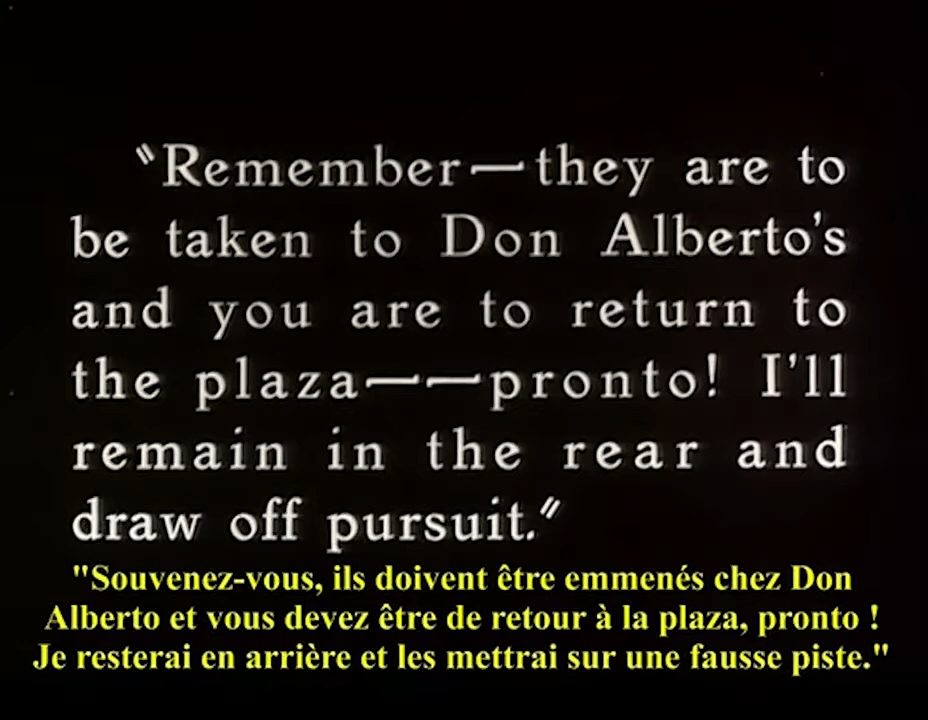 "Remember—they are to
be taken to Don Alberto's
and you are to return to
the plaza——pronto! I'll
remain in the rear and
draw off pursuit."
"Souvenez-vous, ils doivent être emmenés chez Don
Alberto et vous devez être de retour à la plaza, pronto !
Je resterai en arrière et les mettrai sur une fausse piste."